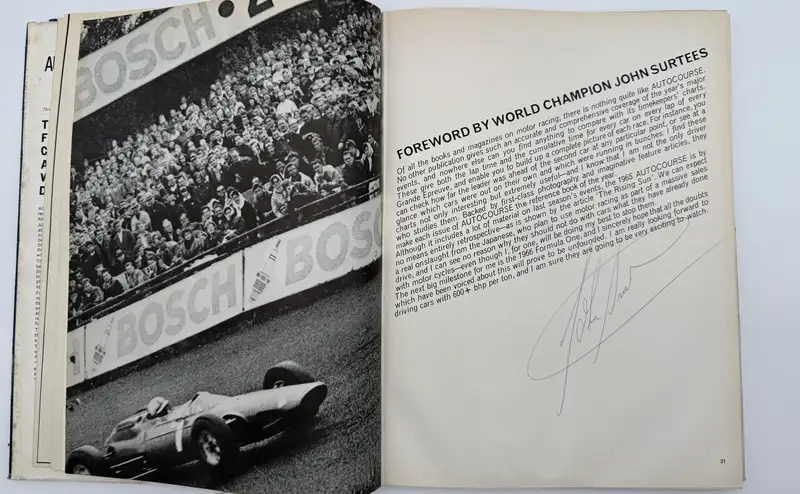 BOSCH
BOSCH
BOSCH
T
F
G
A
V
D
7
FOREWORD BY WORLD CHAMPION JOHN SURTEES
Of all the books and magazines on motor racing, there is nothing quite like AUTOCOURSE.
No other publication gives such an accurate and comprehensive coverage of the year's major
events, and nowhere else can you find anything to compare with its timekeepers' charts.
These give both the lap time and the cumulative time for every car on every lap of every
Grande Epreuve, and enable you to build up a complete picture of each race. For instance, you
can check how far the leader was ahead of the second car at any particular point, or see at a
glance which cars were out on their own and which were running in bunches. I find these
charts not only interesting but extremely useful—and I know that I am not the only driver
who studies them. Backed by first-class photography and imaginative feature articles, they
make each issue of AUTOCOURSE the reference book of the year.
Although it includes a lot of material on last season's events, the 1965 AUTOCOURSE is by
no means entirely retrospective—as is shown by the article 'The Rising Sun'. We can expect
a real onslaught from the Japanese, who plan to use motor racing as part of a massive sales
drive, and I can see no reason why they should not do with cars what they have already done
with motor cycles—even though I, for one, will be doing my best to stop them.
The next big milestone for me is the 1966 Formula One, and I sincerely hope that all the doubts
which have been voiced about this will prove to be unfounded. I am really looking forward to
driving cars with 600+ bhp per ton, and I am sure they are going to be very exciting to watch.
21